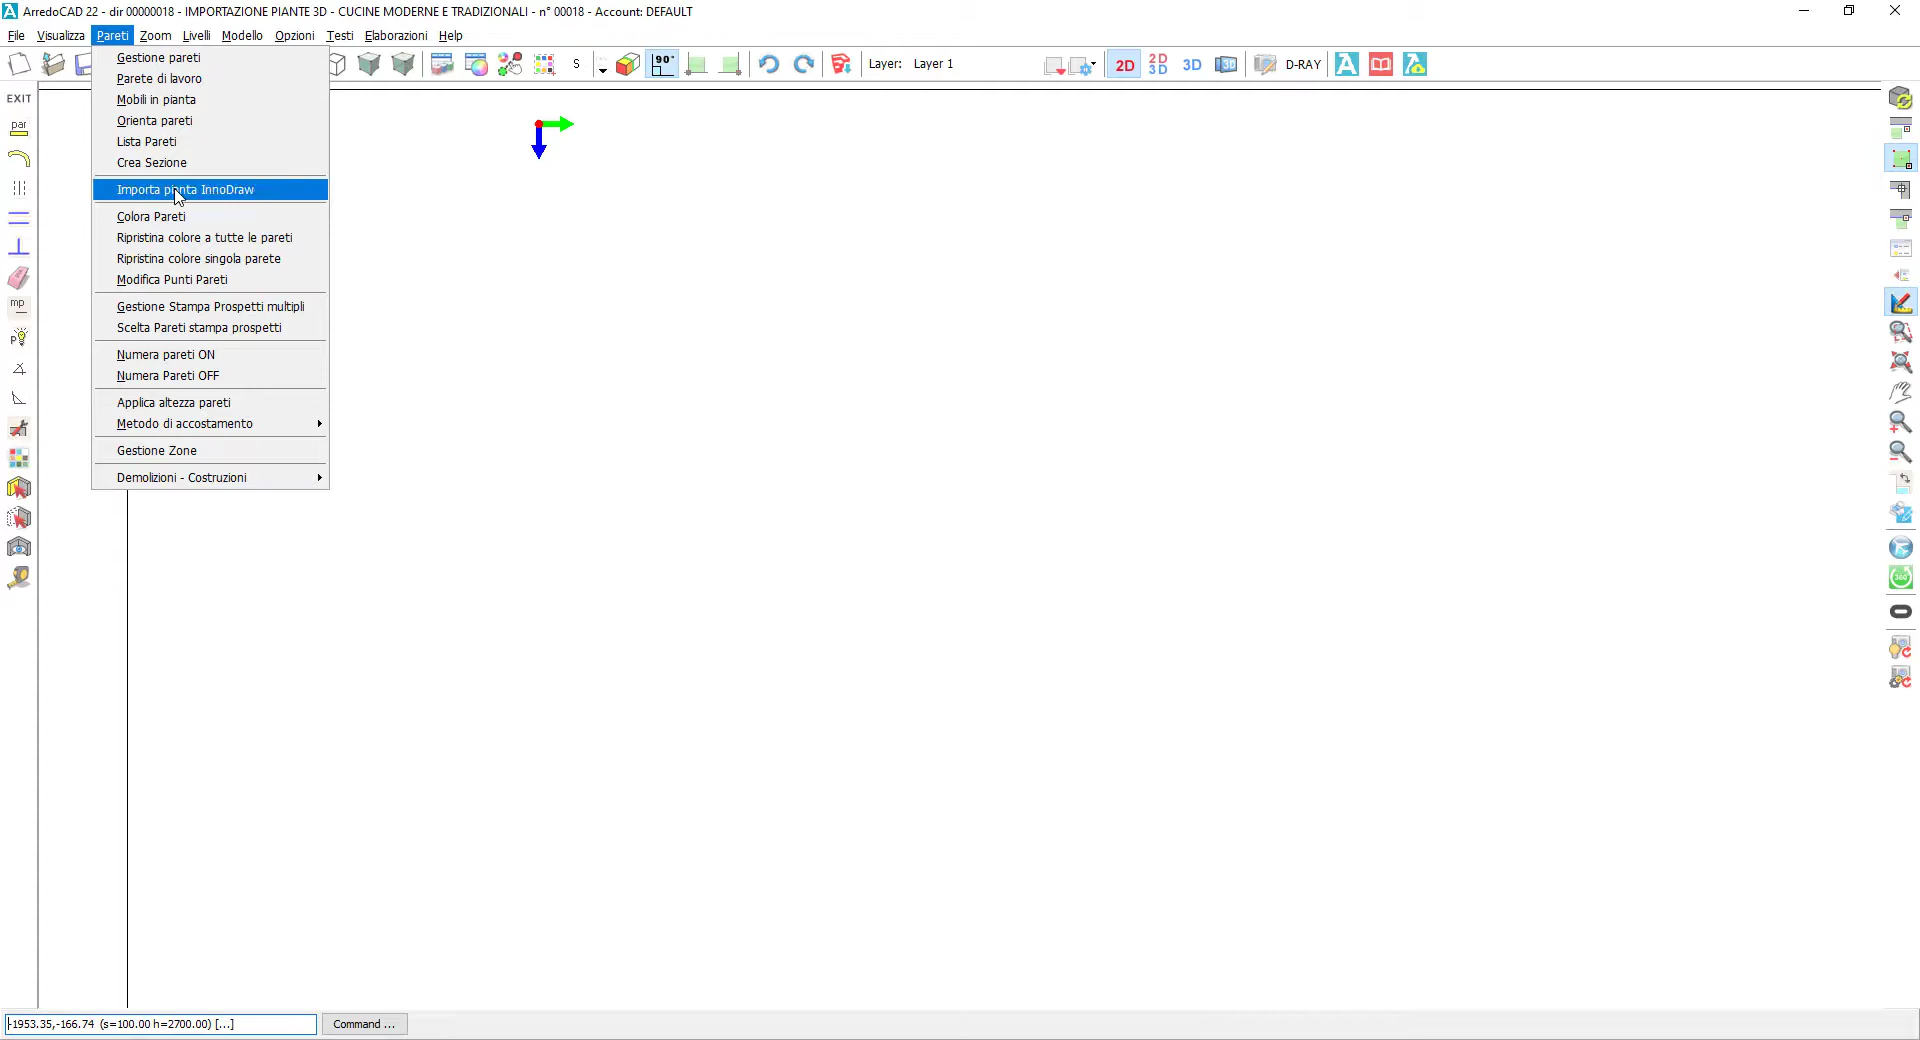 ArredoCAD 22 - dir 00000018 - IMPORTAZIONE PIANTE 3D - CUCINE MODERNE E TRADIZIONALI - n° 00018 - Account: DEFAULT
File Visualizza Pareti Zoom Livelli Modello Opzioni Testi Elaborazioni Help
S 90° Layer: Layer 1 2D 2D 3D 3D 3D D-RAY
EXIT
par
mp
P
Gestione pareti
Parete di lavoro
Mobili in pianta
Orienta pareti
Lista Pareti
Crea Sezione
Importa pianta InnoDraw
Colora Pareti
Ripristina colore a tutte le pareti
Ripristina colore singola parete
Modifica Punti Pareti
Gestione Stampa Prospetti multipli
Scelta Pareti stampa prospetti
Numera pareti ON
Numera Pareti OFF
Applica altezza pareti
Metodo di accostamento
Gestione Zone
Demolizioni - Costruzioni
360°
-1953.35,-166.74 (s=100.00 h=2700.00) [...]
Command ...